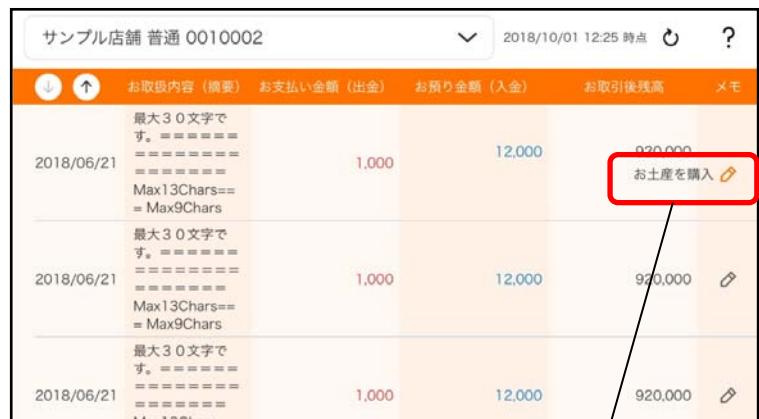 サンプル店舗 普通 0010002
2018/10/01 12:25 時点
?
お取扱内容（摘要） お支払い金額（出金） お預り金額（入金） お取引後残高 メモ
最大３０文字で
す。＝＝＝＝＝＝
＝＝＝＝＝＝＝＝
＝＝＝＝＝＝＝
Max13Chars==
= Max9Chars
2018/06/21
1,000
12,000
920,000
お土産を購入
最大３０文字で
す。＝＝＝＝＝＝
＝＝＝＝＝＝＝＝
＝＝＝＝＝＝＝
Max13Chars==
= Max9Chars
2018/06/21
1,000
12,000
920,000
最大３０文字で
す。＝＝＝＝＝＝
＝＝＝＝＝＝＝＝
＝＝＝＝＝＝＝
2018/06/21
1,000
12,000
920,000